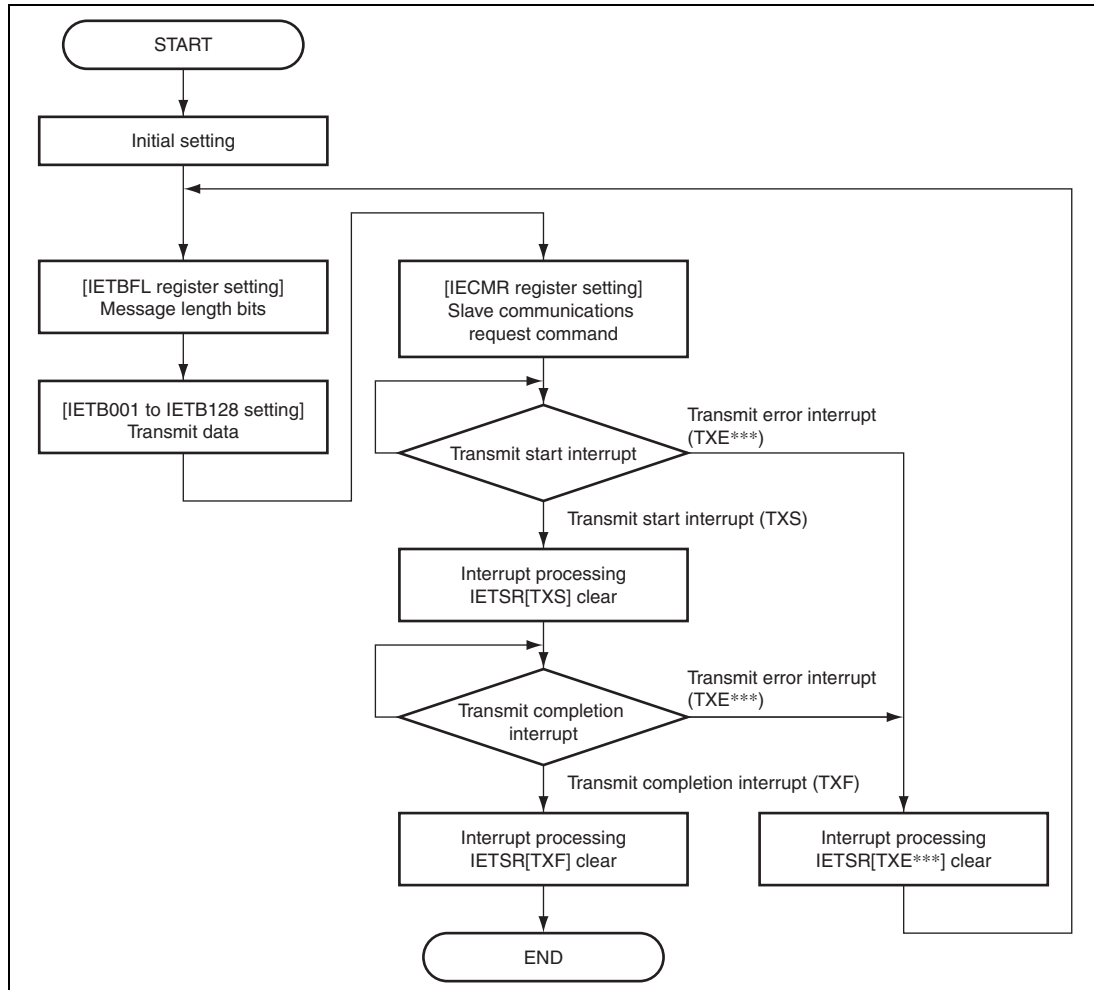 START
Initial setting
[IETBFL register setting]
Message length bits
[IETB001 to IETB128 setting]
Transmit data
[IECMR register setting]
Slave communications
request command
Transmit start interrupt
Transmit error interrupt
(TXE***)
Transmit start interrupt (TXS)
Interrupt processing
IETSR[TXS] clear
Transmit completion
interrupt
Transmit error interrupt
(TXE***)
Transmit completion interrupt (TXF)
Interrupt processing
IETSR[TXF] clear
Interrupt processing
IETSR[TXE***] clear
END